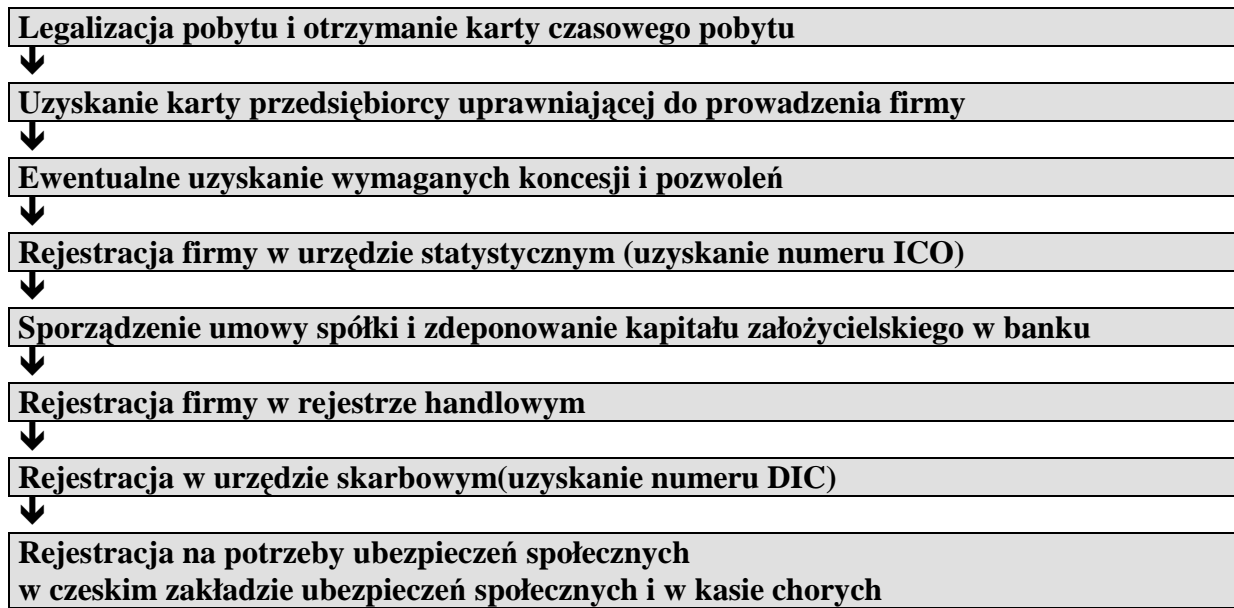 Legalizacja pobytu i otrzymanie karty czasowego pobytu
Uzyskanie karty przedsiębiorcy uprawniającej do prowadzenia firmy
Ewentualne uzyskanie wymaganych koncesji i pozwoleń
Rejestracja firmy w urzędzie statystycznym (uzyskanie numeru ICO)
Sporządzenie umowy spółki i zdeponowanie kapitału założycielskiego w banku
Rejestracja firmy w rejestrze handlowym
Rejestracja w urzędzie skarbowym(uzyskanie numeru DIC)
Rejestracja na potrzeby ubezpieczeń społecznych
w czeskim zakładzie ubezpieczeń społecznych i w kasie chorych